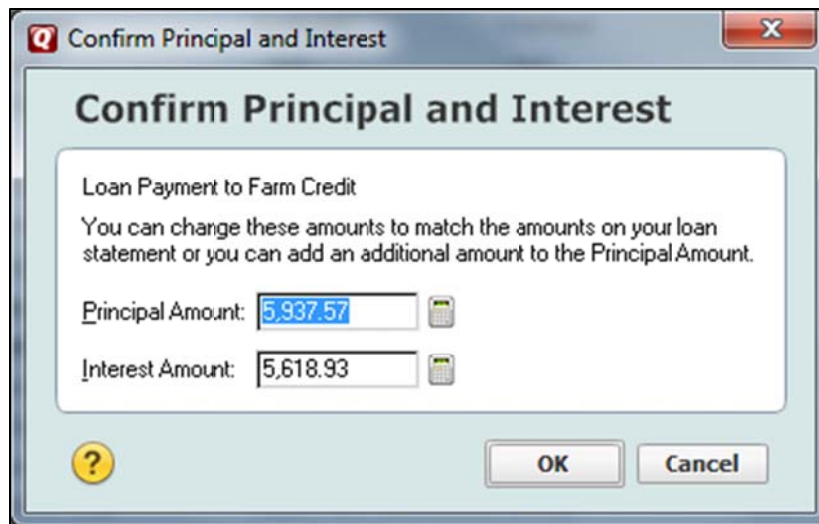 Confirm Principal and Interest
Confirm Principal and Interest
Loan Payment to Farm Credit
You can change these amounts to match the amounts on your loan
statement or you can add an additional amount to the Principal Amount.
Principal Amount: 5,937.57
Interest Amount: 5,618.93
? OK Cancel